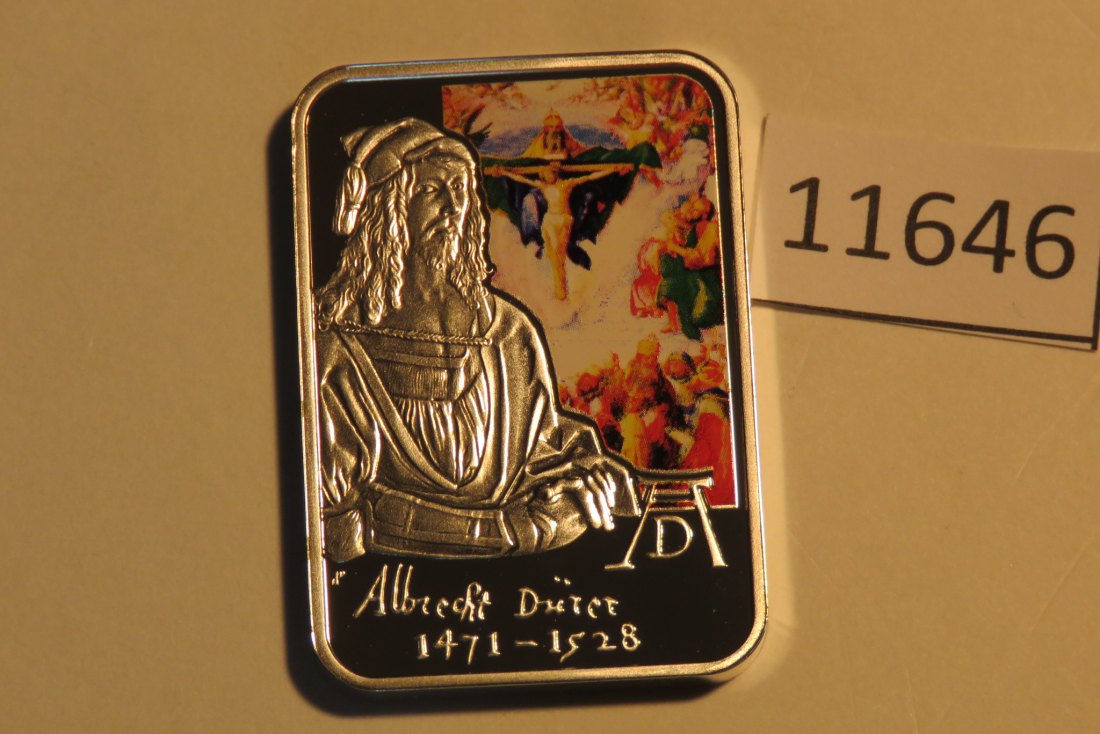 11646
AD
Albrecht Dürer
1471 – 1528